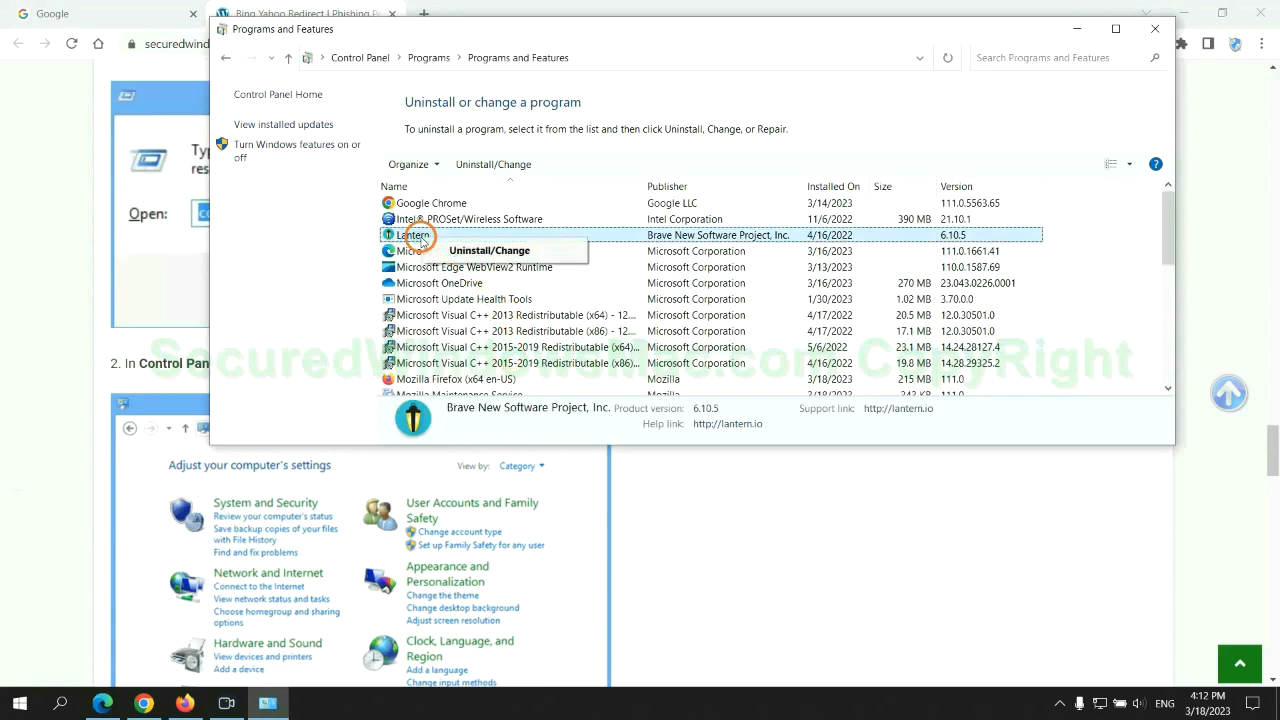 Google
Bing Yahoo Redirect | Phishing P
Programs and Features
securedwind
Control Panel
Programs
Programs and Features
Search Programs and Features
Control Panel Home
View installed updates
Turn Windows features on or
off
Uninstall or change a program
To uninstall a program, select it from the list and then click Uninstall, Change, or Repair.
Organize
Uninstall/Change
Name Publisher Installed On Size Version
Google Chrome Google LLC 3/14/2023 111.0.5563.65
Intel® PROSet/Wireless Software Intel Corporation 11/6/2022 390 MB 21.10.1
Lantern Brave New Software Project, Inc. 4/16/2022 6.10.5
Micro Microsoft Corporation 3/16/2023 111.0.1661.41
Uninstall/Change
Microsoft Edge WebView2 Runtime Microsoft Corporation 3/13/2023 110.0.1587.69
Microsoft OneDrive Microsoft Corporation 3/16/2023 270 MB 23.043.0226.0001
Microsoft Update Health Tools Microsoft Corporation 1/30/2023 1.02 MB 3.70.0.0
Microsoft Visual C++ 2013 Redistributable (x64) - 12.... Microsoft Corporation 4/17/2022 20.5 MB 12.0.30501.0
Microsoft Visual C++ 2013 Redistributable (x86) - 12.... Microsoft Corporation 4/17/2022 17.1 MB 12.0.30501.0
Microsoft Visual C++ 2015-2019 Redistributable (x64)... Microsoft Corporation 5/6/2022 23.1 MB 14.24.28127.4
Microsoft Visual C++ 2015-2019 Redistributable (x86)... Microsoft Corporation 4/16/2022 19.8 MB 14.28.29325.2
Mozilla Firefox (x64 en-US) Mozilla 3/18/2023 215 MB 111.0
Mozilla Maintenance Service Mozilla 3/18/2023 343 KB 111.0
Brave New Software Project, Inc. Product version: 6.10.5 Support link: http://lantern.io
Help link: http://lantern.io
Ty
res
Open:
2. In Control Pan
Adjust your computer's settings
View by: Category
System and Security
Review your computer's status
Save backup copies of your files
with File History
Find and fix problems
Network and Internet
Connect to the Internet
View network status and tasks
Choose homegroup and sharing
options
Hardware and Sound
View devices and printers
Add a device
User Accounts and Family
Safety
Change account type
Set up Family Safety for any user
Appearance and
Personalization
Change the theme
Change desktop background
Adjust screen resolution
Clock, Language, and
Region
Add a language
Change input methods
ENG
4:12 PM
3/18/2023